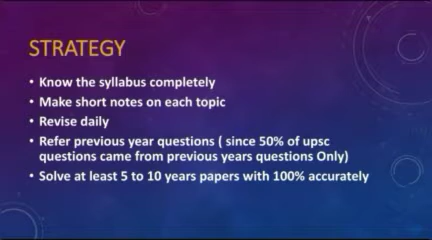 STRATEGY
• Know the syllabus completely
• Make short notes on each topic
• Revise daily
• Refer previous year questions ( since 50% of upsc
questions came from previous years questions Only)
• Solve at least 5 to 10 years papers with 100% accurately